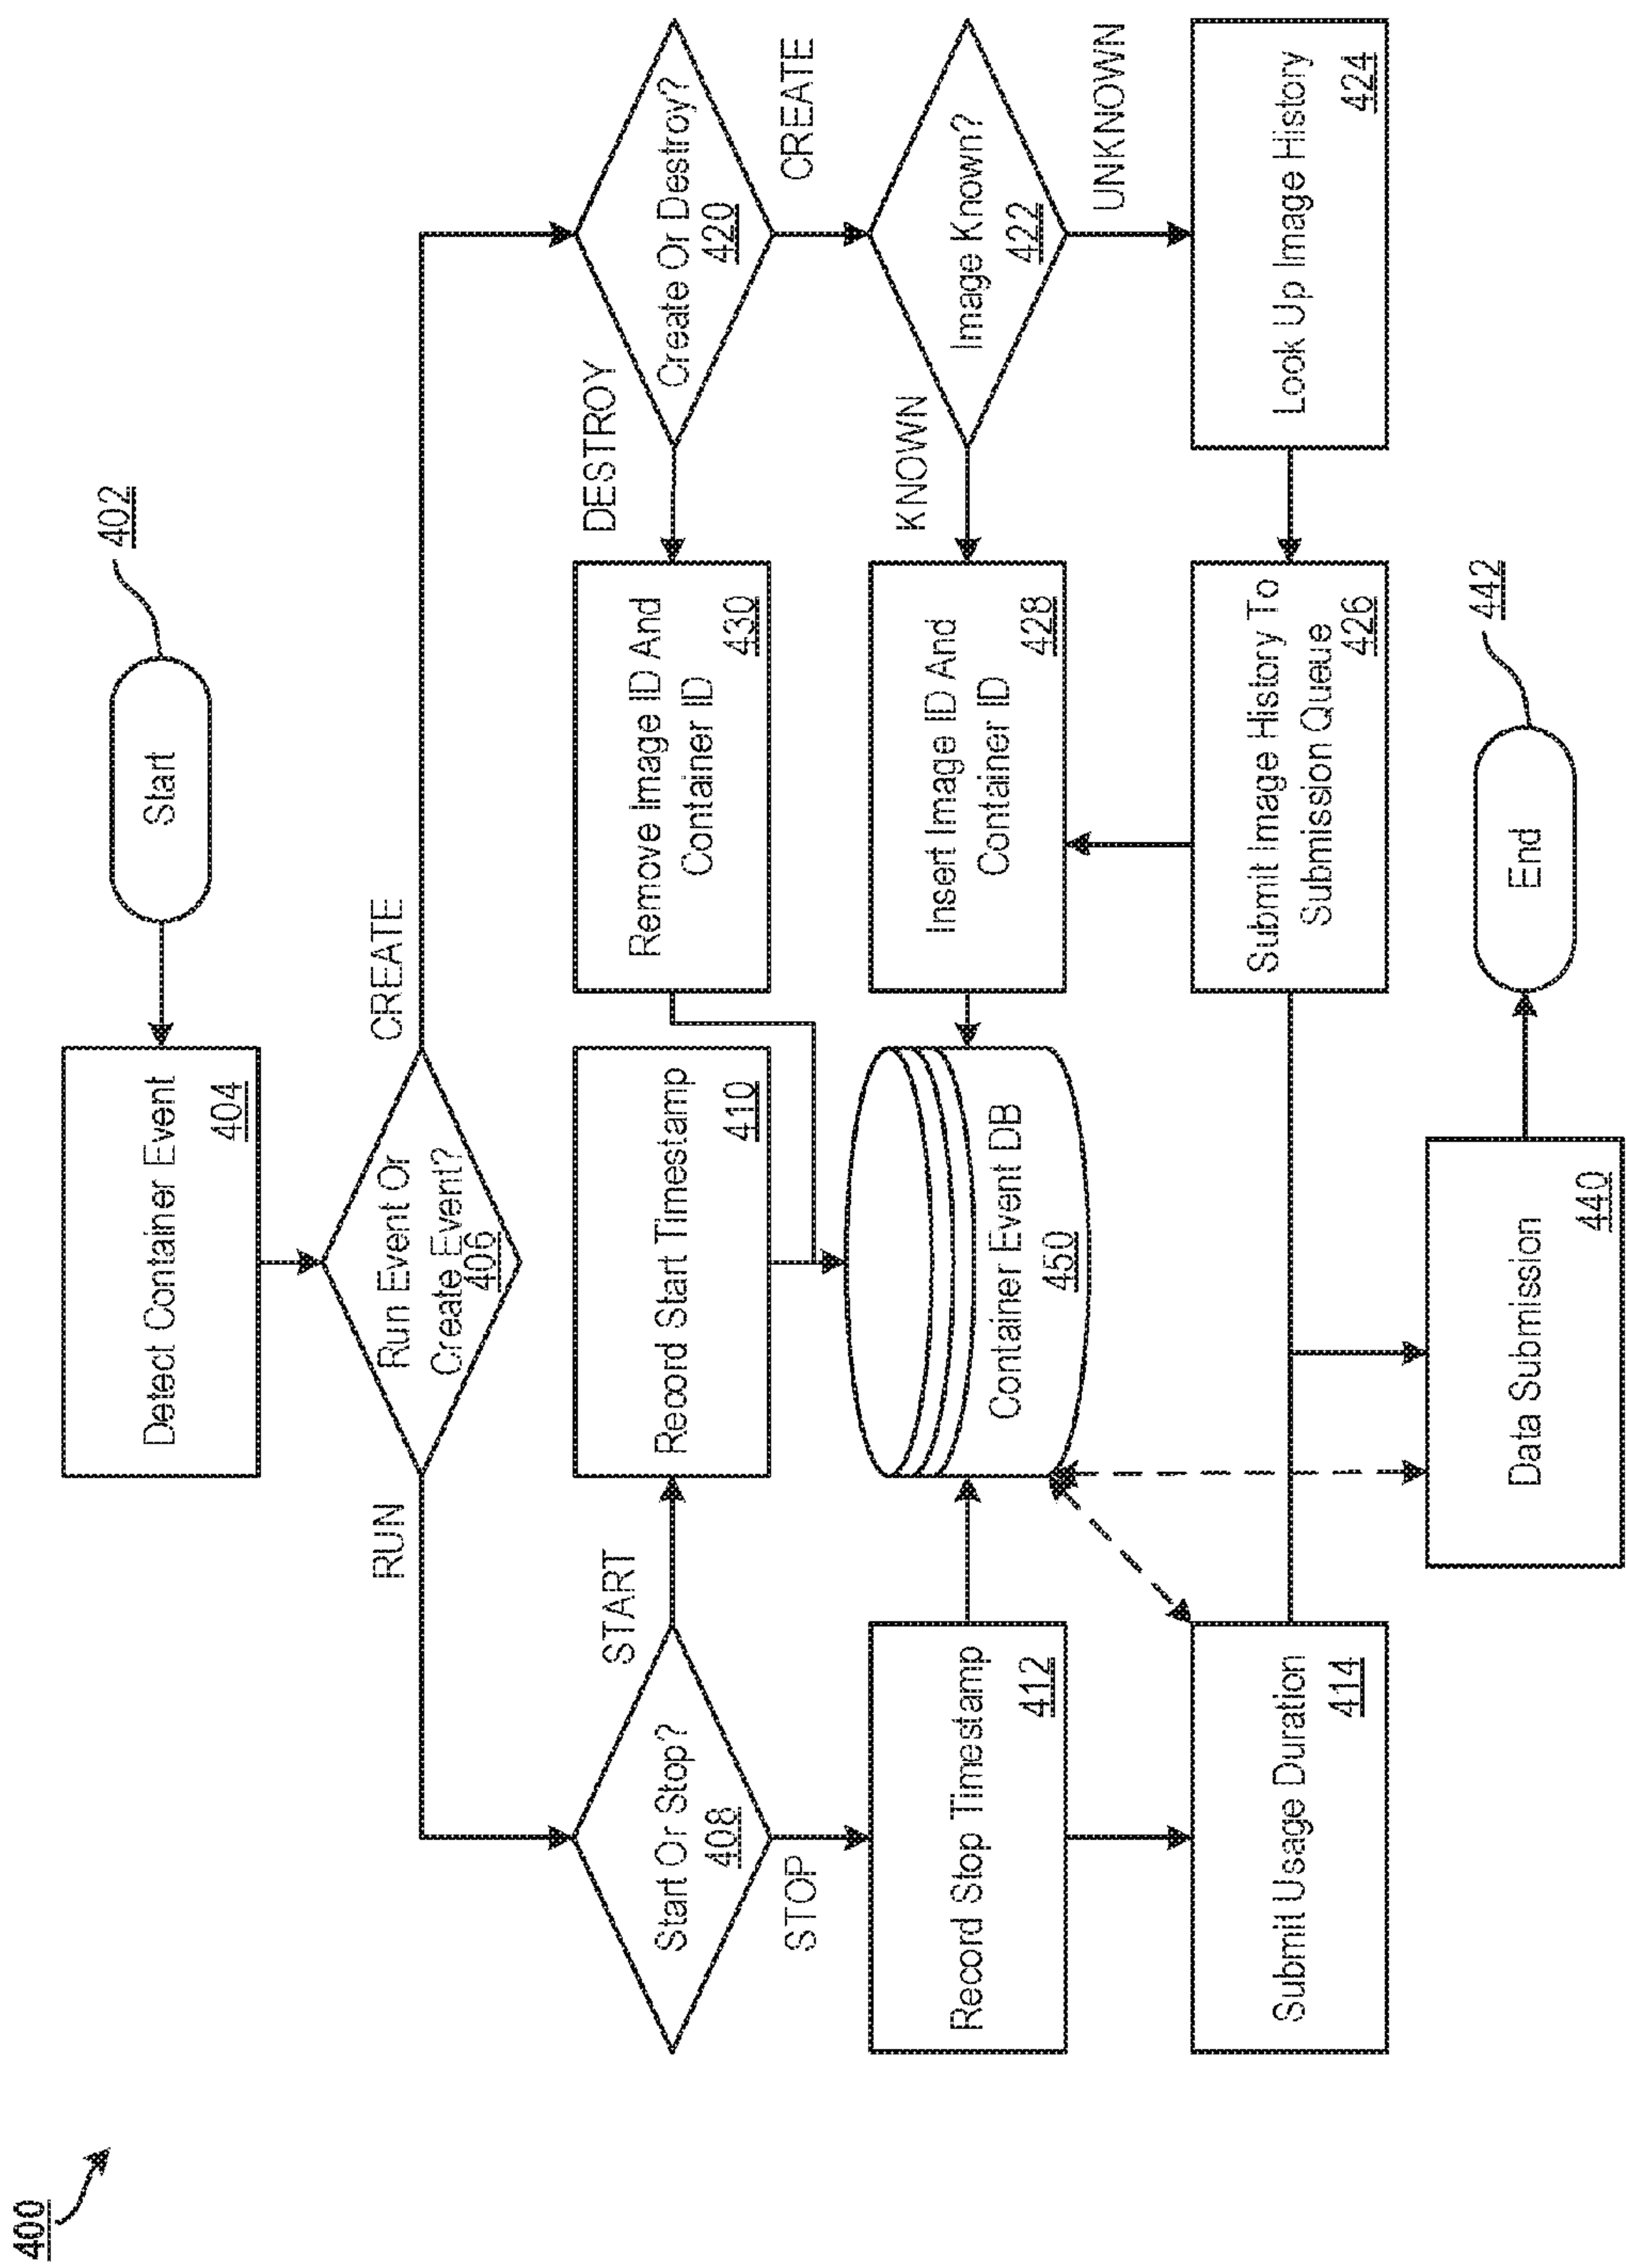 400
Start
402
Detect Container Event
404
Run Event Or
Create Event?
406
RUN
CREATE
Start Or Stop?
408
START
Record Start Timestamp
410
Remove Image ID And
Container ID
430
DESTROY
Create Or Destroy?
420
STOP
CREATE
Record Stop Timestamp
412
Container Event DB
450
Insert Image ID And
Container ID
428
KNOWN
Image Known?
422
UNKNOWN
Submit Usage Duration
414
Submit Image History To
Submission Queue
426
Look Up Image History
424
Data Submission
440
End
442